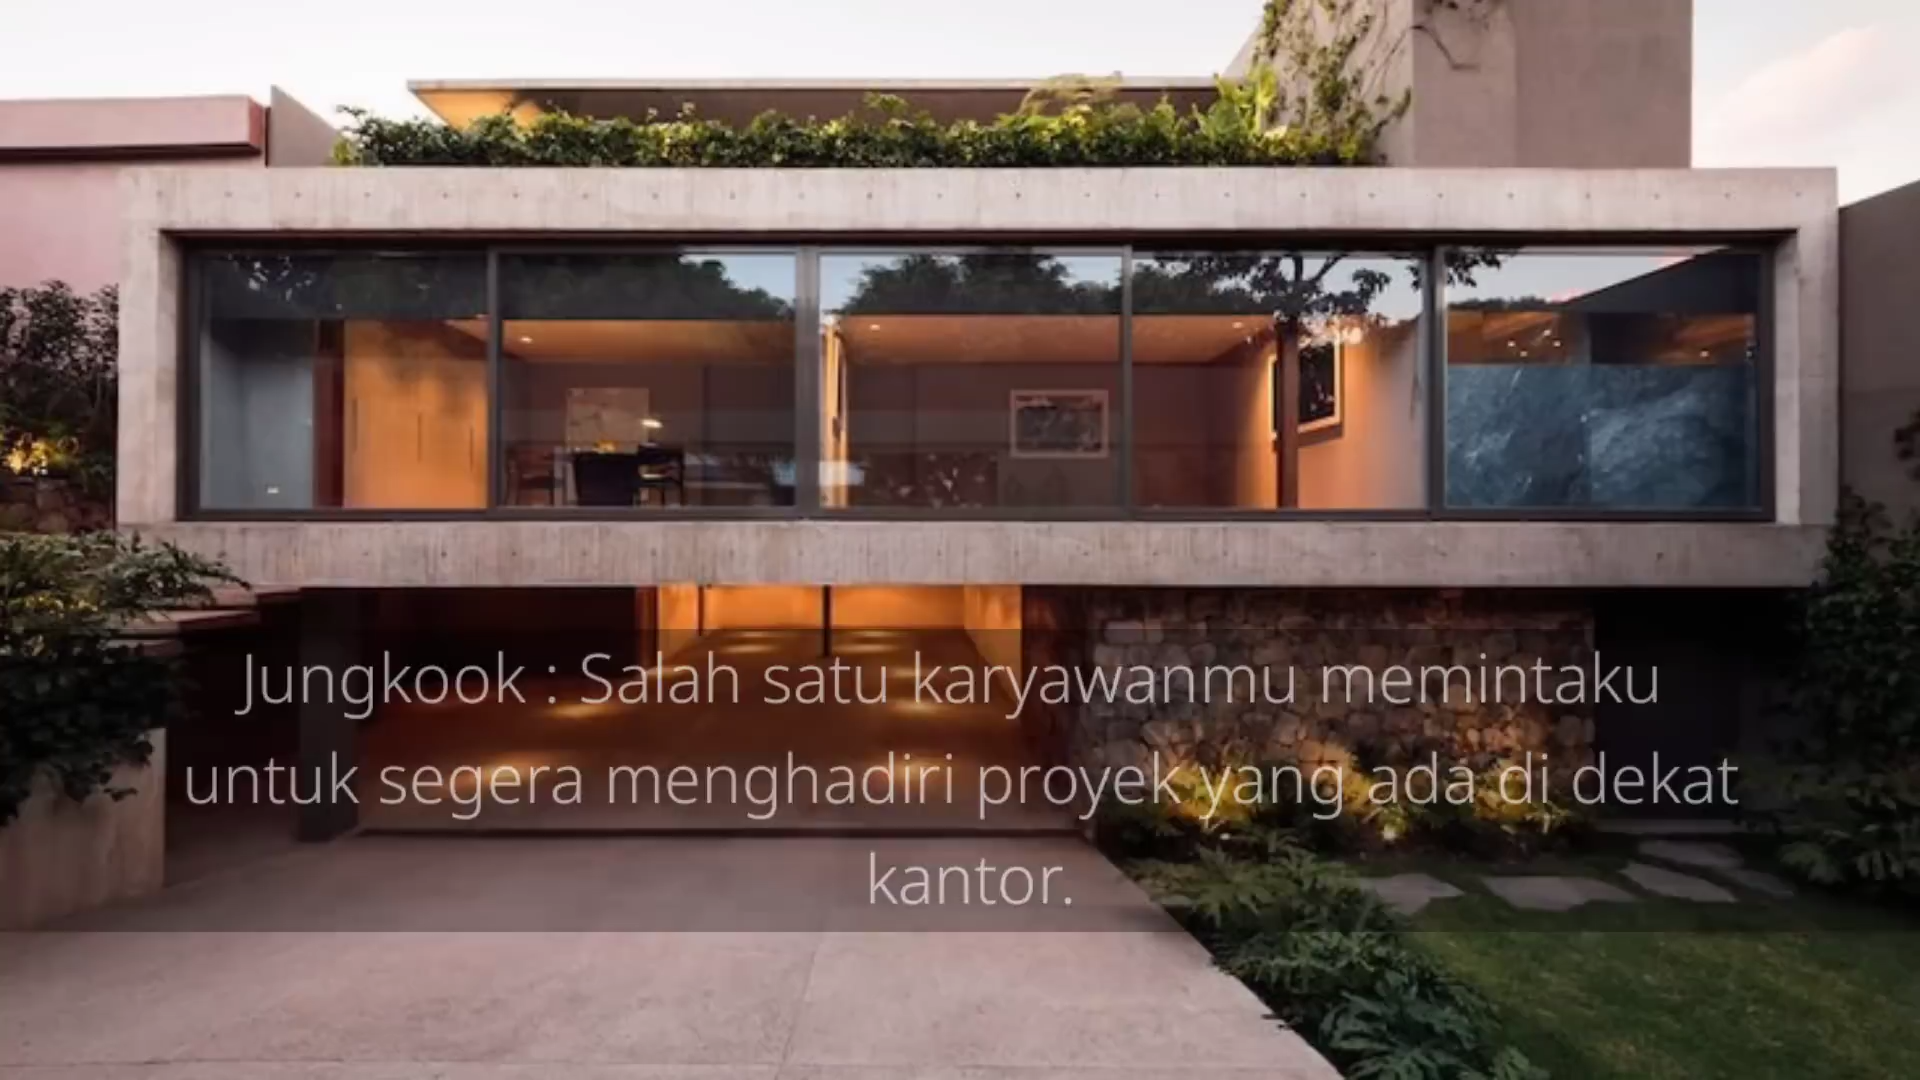 Jungkook : Salah satu karyawanmu memintaku
untuk segera menghadiri proyek yang ada di dekat
kantor.